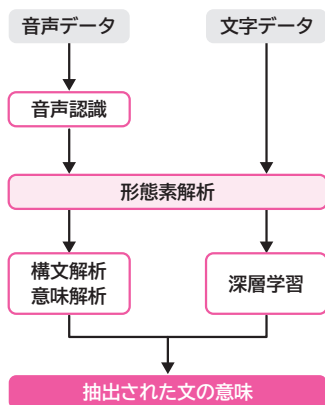 音声データ
文字データ
音声認識
形態素解析
構文解析
意味解析
深層学習
抽出された文の意味